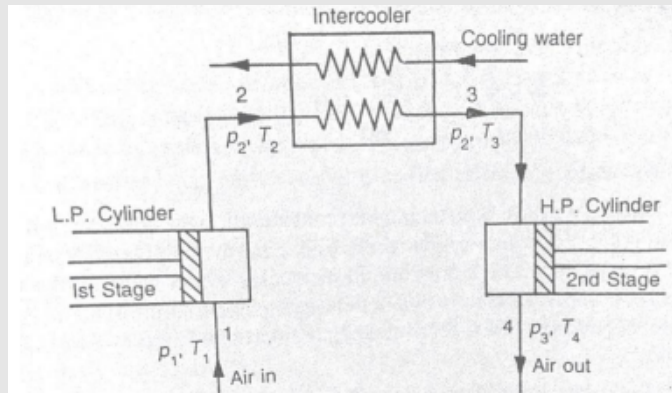 Intercooler
Cooling water
2
3
p₂, T₂
p₂, T₃
L.P. Cylinder
H.P. Cylinder
Ist Stage
2nd Stage
1
4
p₁, T₁
p₃, T₄
Air in
Air out